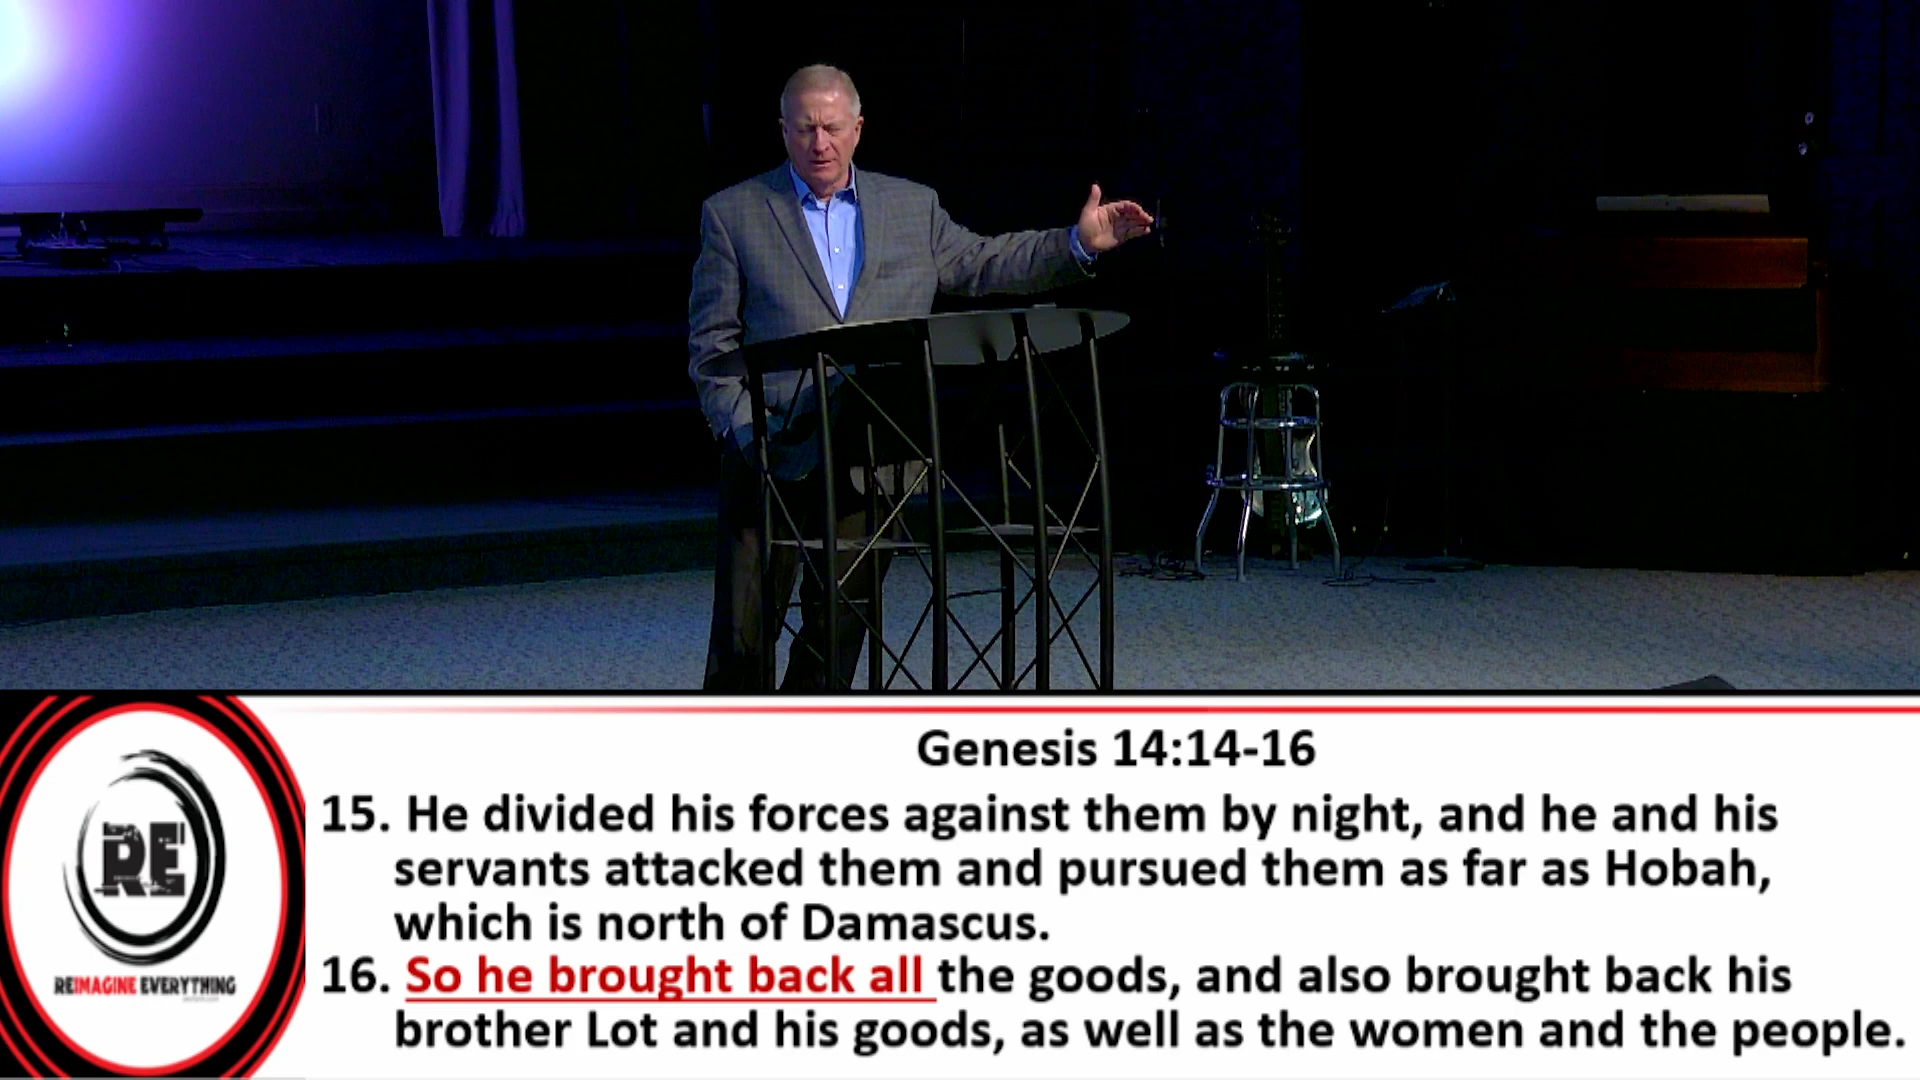 Genesis 14:14-16
15. He divided his forces against them by night, and he and his
servants attacked them and pursued them as far as Hobah,
which is north of Damascus.
16. So he brought back all the goods, and also brought back his
brother Lot and his goods, as well as the women and the people.
RE
REIMAGINE EVERYTHING